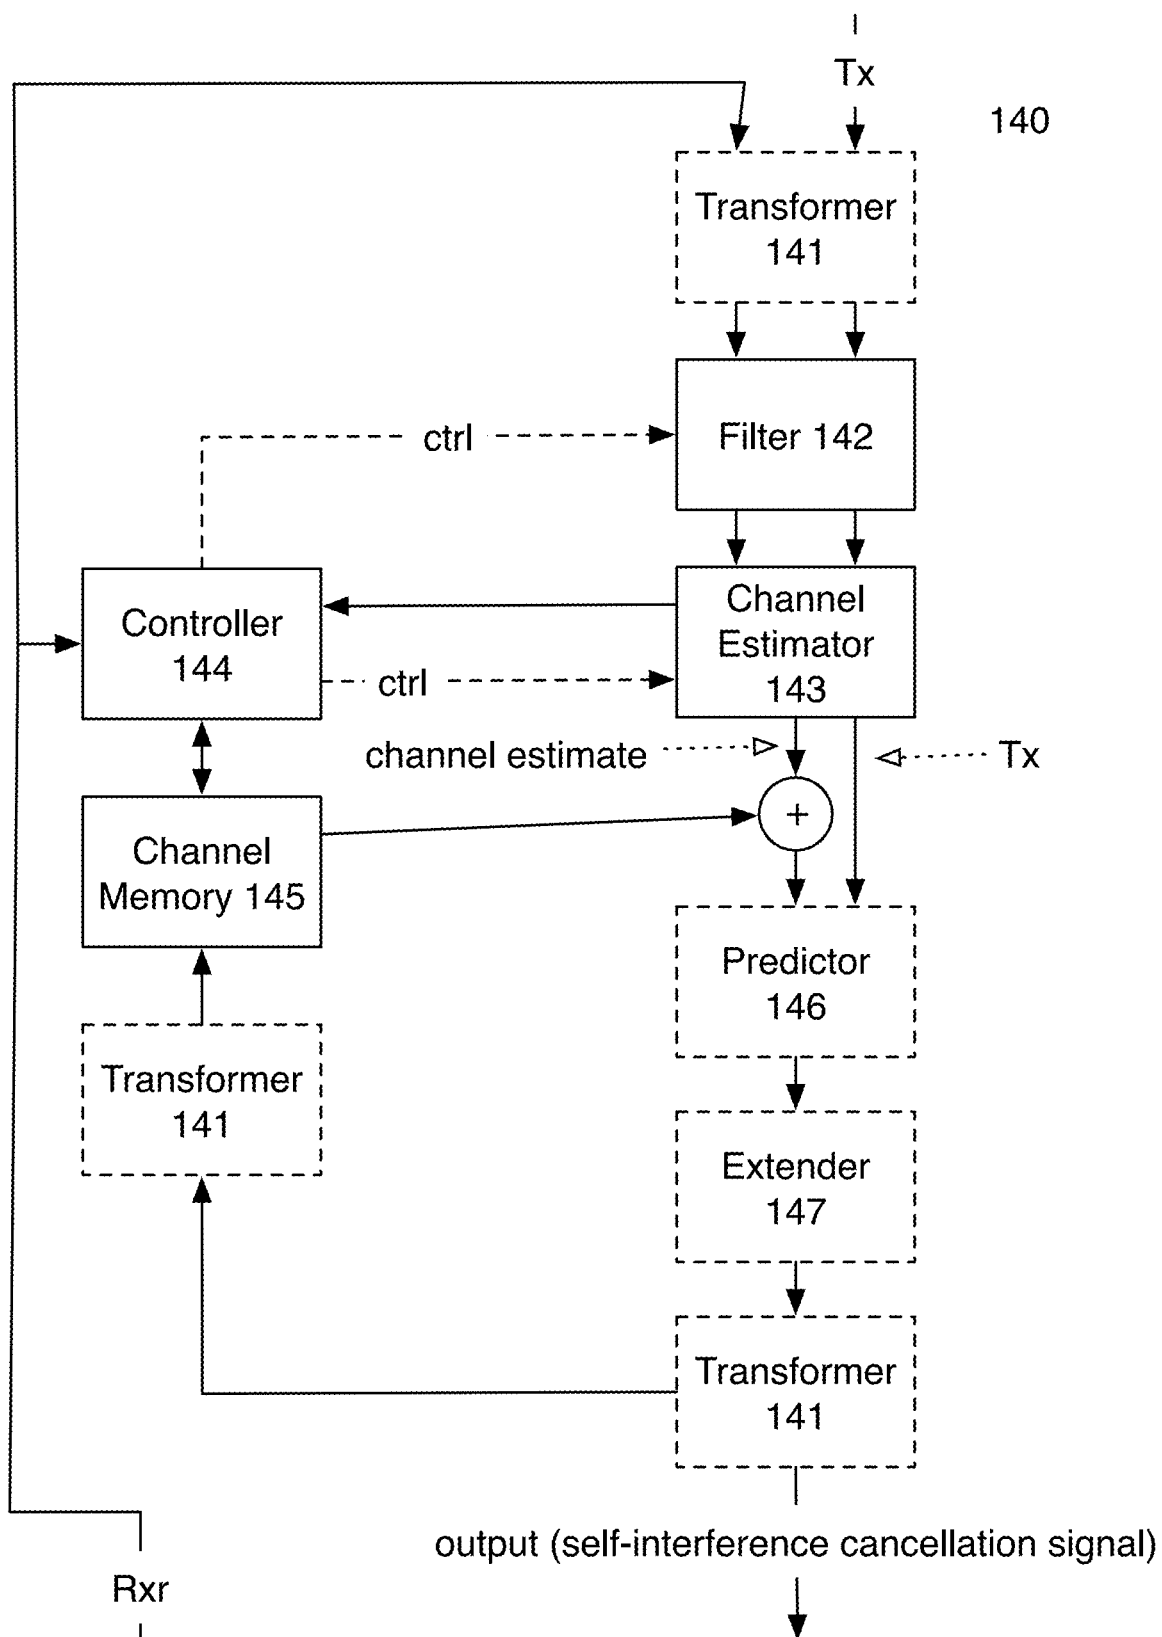 Tx
140
Transformer
141
ctrl
Filter 142
Controller
144
Channel
Estimator
143
ctrl
channel estimate
Tx
+
Channel
Memory 145
Predictor
146
Transformer
141
Extender
147
Transformer
141
output (self-interference cancellation signal)
Rxr